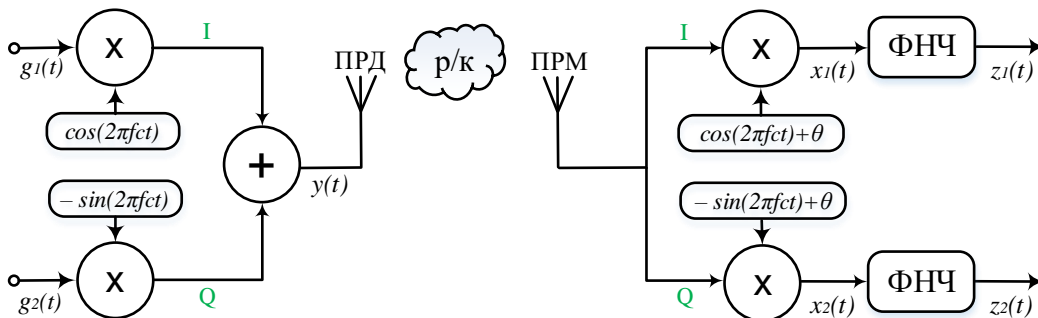 g1(t)
X
cos(2πfct)
I
– sin(2πfct)
g2(t)
X
Q
+
y(t)
ПРД
р/к
ПРМ
I
X
cos(2πfct)+θ
x1(t)
ФНЧ
z1(t)
– sin(2πfct)+θ
Q
X
x2(t)
ФНЧ
z2(t)